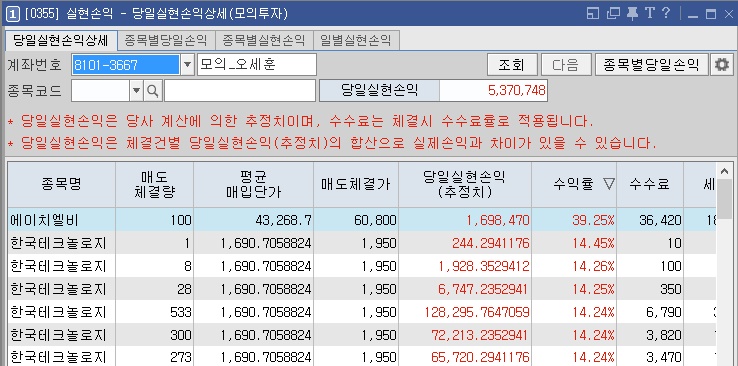 1 [0355] 실현손익 - 당일실현손익상세(모의투자) T ?
당일실현손익상세 종목별당일손익 종목별실현손익 일별실현손익
계좌번호 8101-3667 모의_오세훈 조회 다음 종목별당일손익
종목코드 당일실현손익 5,370,748
* 당일실현손익은 당사 계산에 의한 추정치이며, 수수료는 체결시 수수료률로 적용됩니다.
* 당일실현손익은 체결건별 당일실현손익(추정치)의 합산으로 실제손익과 차이가 있을 수 있습니다.
종목명 매도체결량 평균매입단가 매도체결가 당일실현손익(추정치) 수익률 ▽ 수수료 세
에이치엘비 100 43,268.7 60,800 1,698,470 39.25% 36,420
한국테크놀로지 1 1,690.7058824 1,950 244.2941176 14.45% 10
한국테크놀로지 8 1,690.7058824 1,950 1,928.3529412 14.26% 100
한국테크놀로지 28 1,690.7058824 1,950 6,747.2352941 14.25% 350
한국테크놀로지 533 1,690.7058824 1,950 128,295.7647059 14.24% 6,790
한국테크놀로지 300 1,690.7058824 1,950 72,213.2352941 14.24% 3,820
한국테크놀로지 273 1,690.7058824 1,950 65,720.2941176 14.24% 3,470